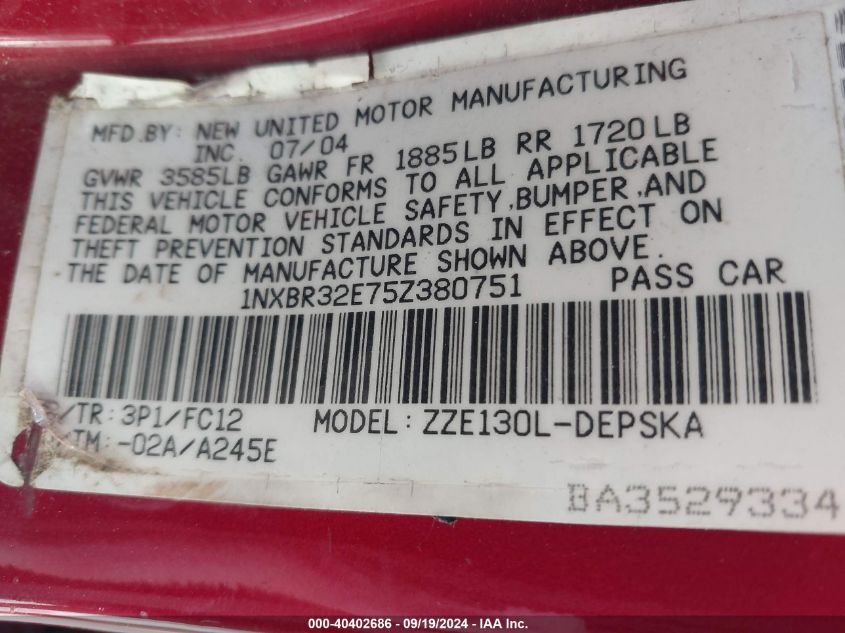 MFD.BY: NEW UNITED MOTOR MANUFACTURING
INC. 07/04
GVWR 3585LB GAWR FR 1885LB RR 1720LB
THIS VEHICLE CONFORMS TO ALL APPLICABLE
FEDERAL MOTOR VEHICLE SAFETY,BUMPER,AND
THEFT PREVENTION STANDARDS IN EFFECT ON
THE DATE OF MANUFACTURE SHOWN ABOVE.
1NXBR32E75Z380751 PASS CAR
/TR:3P1/FC12 MODEL:ZZE130L-DEPSKA
TM:-02A/A245E
BA3529334
000-40402686 - 09/19/2024 - ELSIE